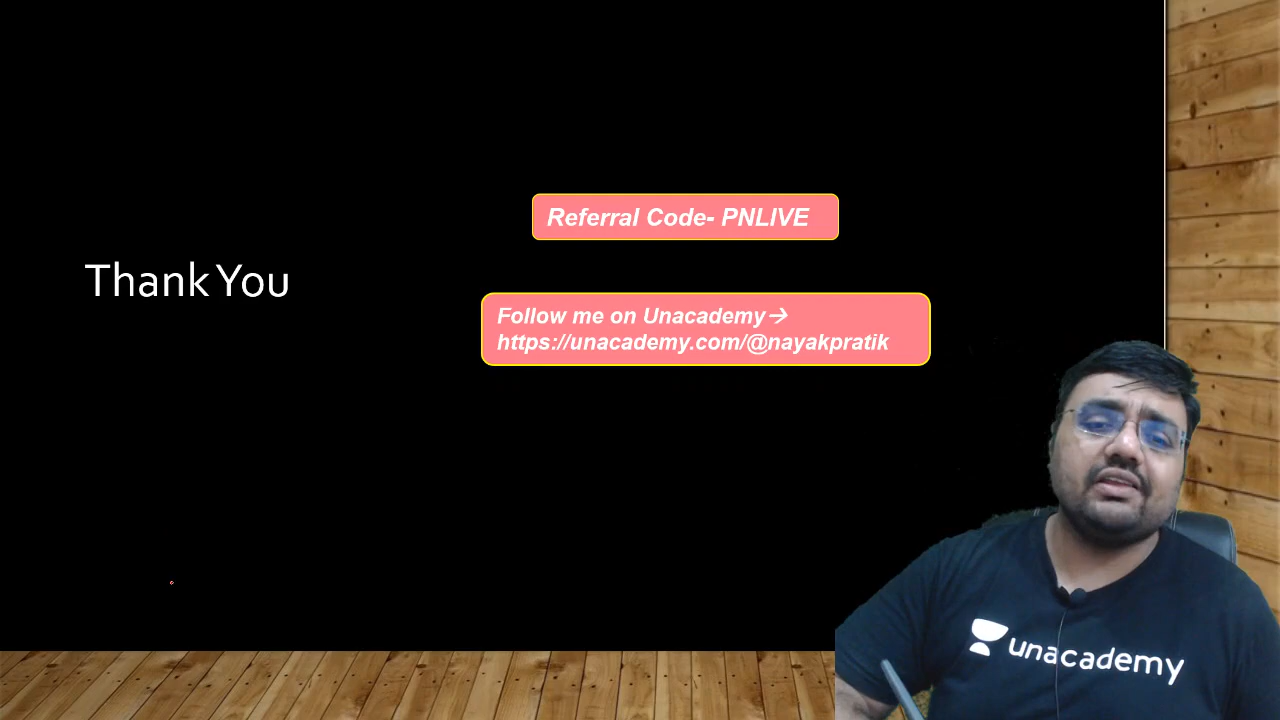 Thank You
Referral Code- PNLIVE
Follow me on Unacademy→
https://unacademy.com/@nayakpratik
unacademy